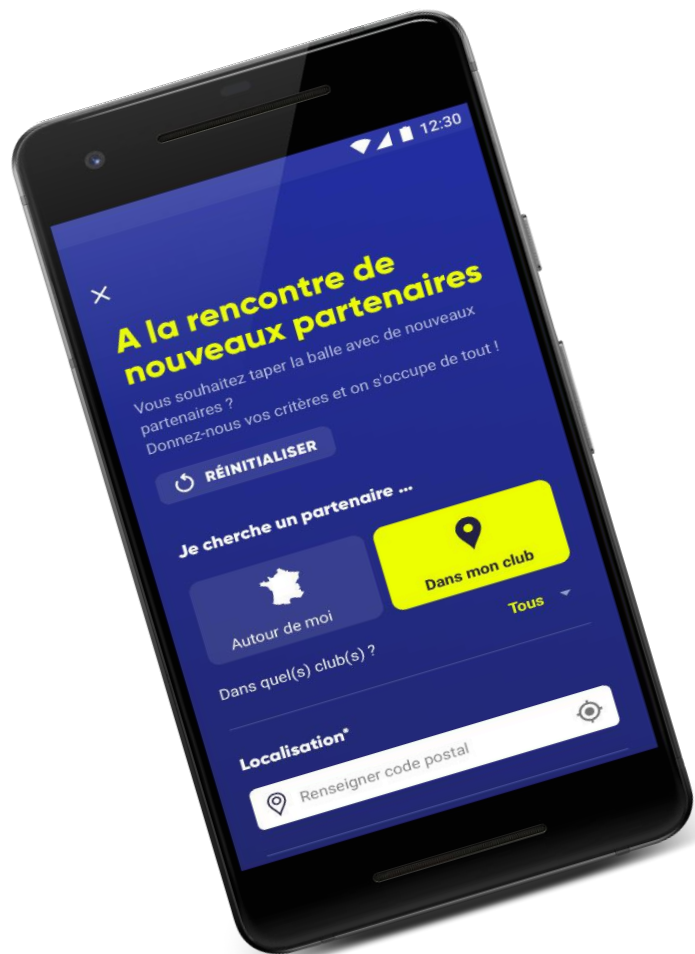 12:30
A la rencontre de
nouveaux partenaires
Vous souhaitez taper la balle avec de nouveaux
partenaires ?
Donnez-nous vos critères et on s'occupe de tout !
RÉINITIALISER
Je cherche un partenaire ...
Autour de moi
Dans mon club
Dans quel(s) club(s) ?
Tous
Localisation*
Renseigner code postal